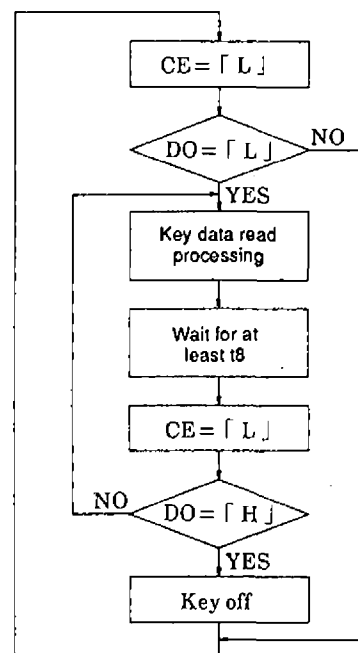 CE=「L」
DO=「L」
NO
YES
Key data read
processing
Wait for at
least t8
CE=「L」
NO
DO=「H」
YES
Key off